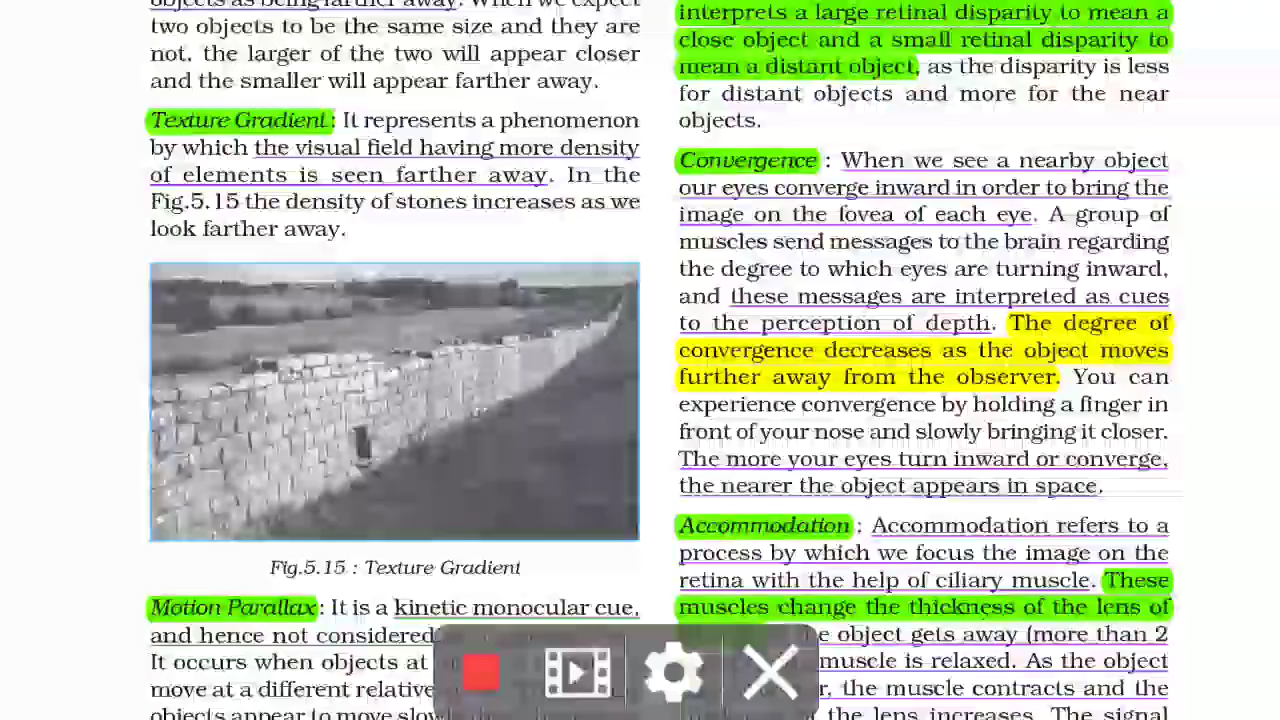 objects as being farther away. When we expect
two objects to be the same size and they are
not, the larger of the two will appear closer
and the smaller will appear farther away.
Texture Gradient : It represents a phenomenon
by which the visual field having more density
of elements is seen farther away. In the
Fig.5.15 the density of stones increases as we
look farther away.
Fig.5.15 : Texture Gradient
Motion Parallax : It is a kinetic monocular cue,
and hence not considered
It occurs when objects at
move at a different relative
objects appear to move
interprets a large retinal disparity to mean a
close object and a small retinal disparity to
mean a distant object, as the disparity is less
for distant objects and more for the near
objects.
Convergence : When we see a nearby object
our eyes converge inward in order to bring the
image on the fovea of each eye. A group of
muscles send messages to the brain regarding
the degree to which eyes are turning inward,
and these messages are interpreted as cues
to the perception of depth. The degree of
convergence decreases as the object moves
further away from the observer. You can
experience convergence by holding a finger in
front of your nose and slowly bringing it closer.
The more your eyes turn inward or converge,
the nearer the object appears in space.
Accommodation : Accommodation refers to a
process by which we focus the image on the
retina with the help of ciliary muscle. These
muscles change the thickness of the lens of
object gets away (more than 2
muscle is relaxed. As the object
the muscle contracts and the
the lens increases. The signal